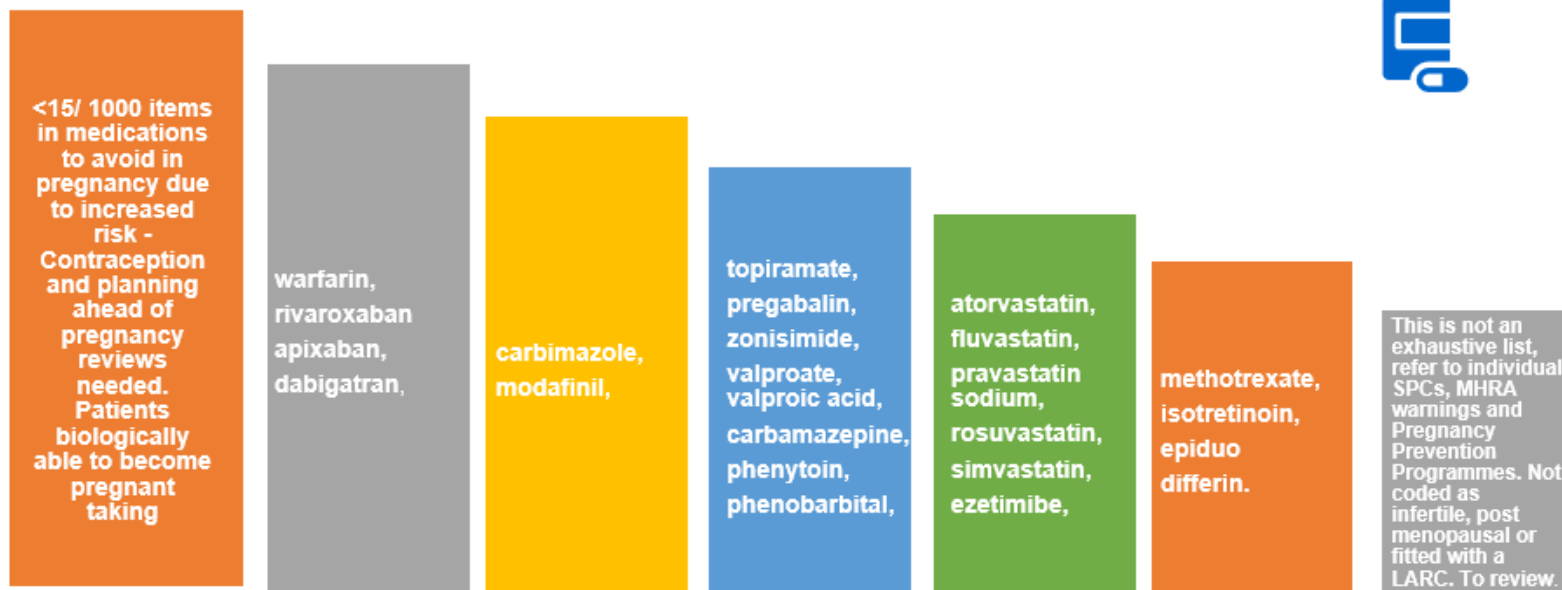 <15/ 1000 items
in medications
to avoid in
pregnancy due
to increased
risk -
Contraception
and planning
ahead of
pregnancy
reviews
needed.
Patients
biologically
able to become
pregnant
taking
warfarin,
rivaroxaban
apixaban,
dabigatran,
carbimazole,
modafinil,
topiramate,
pregabalin,
zonisimide,
valproate,
valproic acid,
carbamazepine,
phenytoin,
phenobarbital,
atorvastatin,
fluvastatin,
pravastatin
sodium,
rosuvastatin,
simvastatin,
ezetimibe,
methotrexate,
isotretinoin,
epiduo
differin.
This is not an
exhaustive list,
refer to individual
SPCs, MHRA
warnings and
Pregnancy
Prevention
Programmes. Not
coded as
infertile, post
menopausal or
fitted with a
LARC. To review.